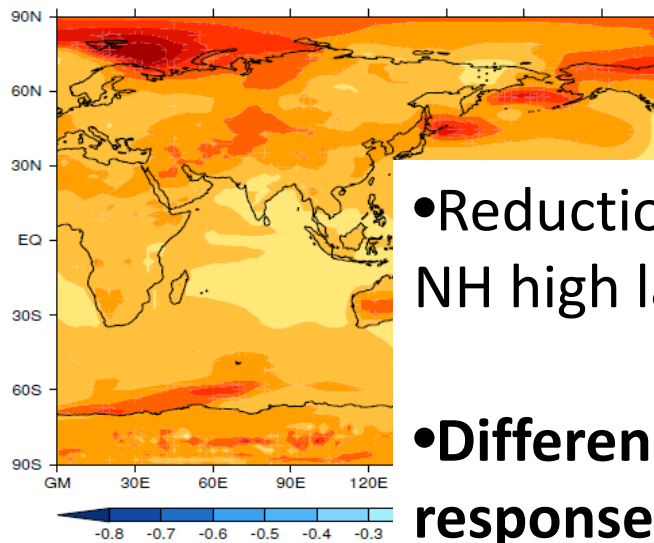 90N
60N
30N
EQ
30S
60S
90S
GM 30E 60E 90E 120E
-0.8 -0.7 -0.6 -0.5 -0.4 -0.3
•Reductio
NH high la
•Differen
response